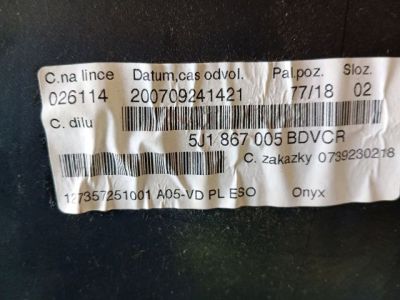 C.na lince Datum,cas odvol. Pal.poz. Sloz.
026114 200709241421 77/18 02
C. dilu 5J1 867 005 BDVCR
C. zakazky 0739230218
127357251001 A05-VD PL ESO Onyx